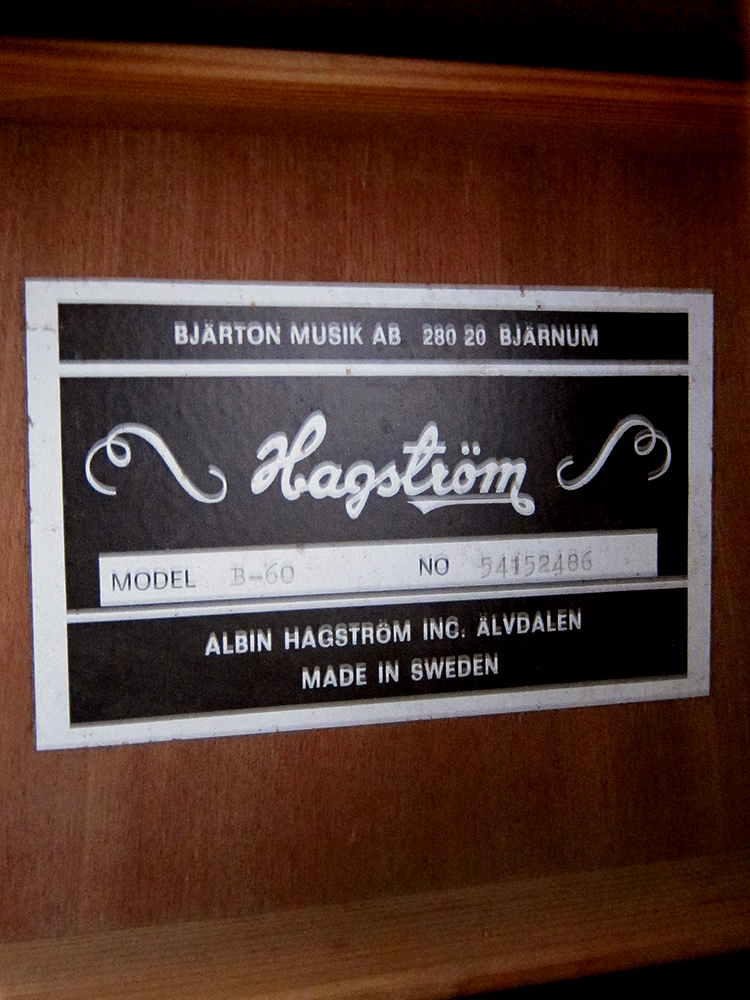 BJÄRTON MUSIK AB 280 20 BJÄRNUM
Hagström
MODEL B-60 NO 54152486
ALBIN HAGSTRÖM INC. ÄLVDALEN
MADE IN SWEDEN